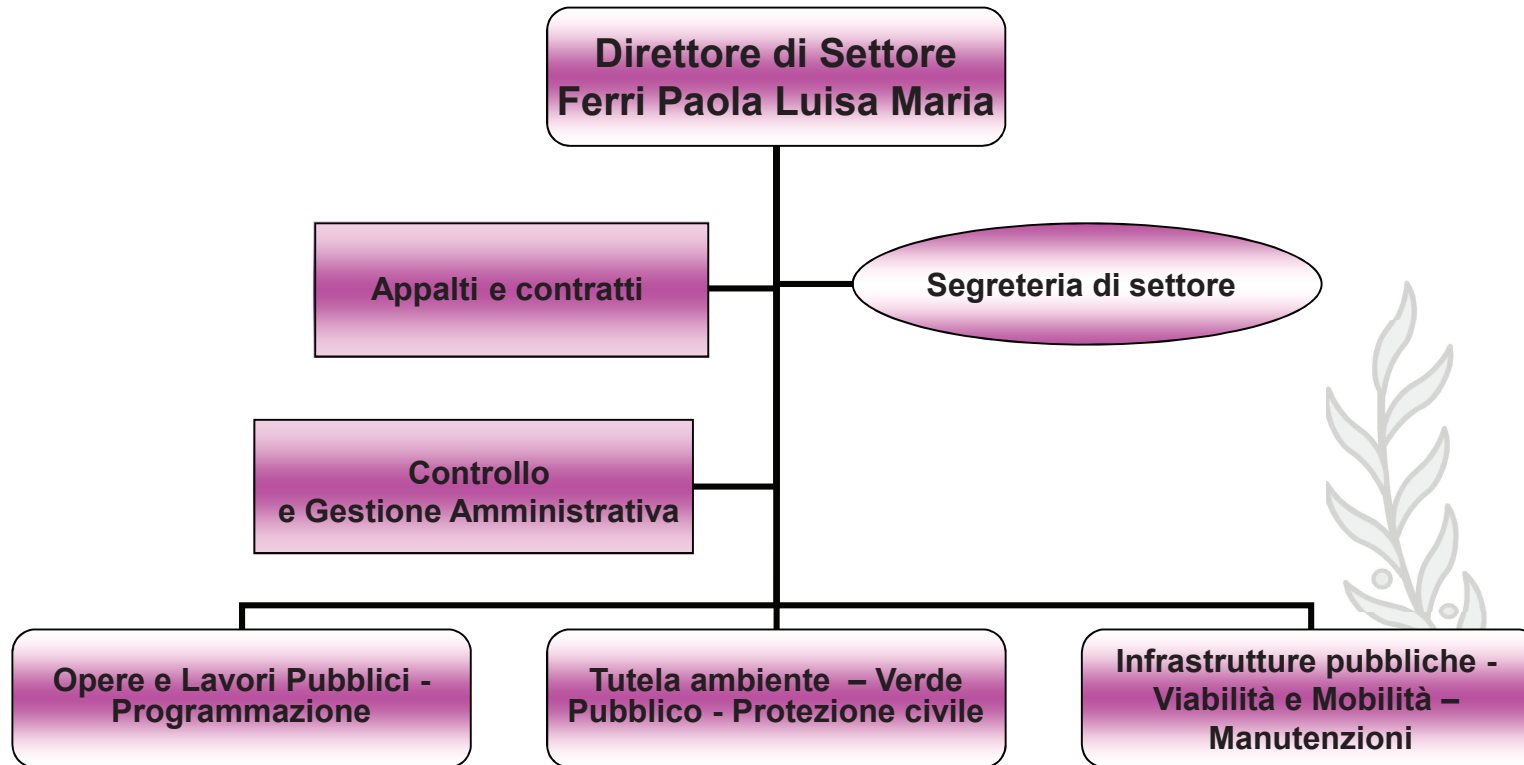 Direttore di Settore
Ferri Paola Luisa Maria
Appalti e contratti
Segreteria di settore
Controllo
e Gestione Amministrativa
Opere e Lavori Pubblici -
Programmazione
Tutela ambiente – Verde
Pubblico - Protezione civile
Infrastrutture pubbliche -
Viabilità e Mobilità –
Manutenzioni